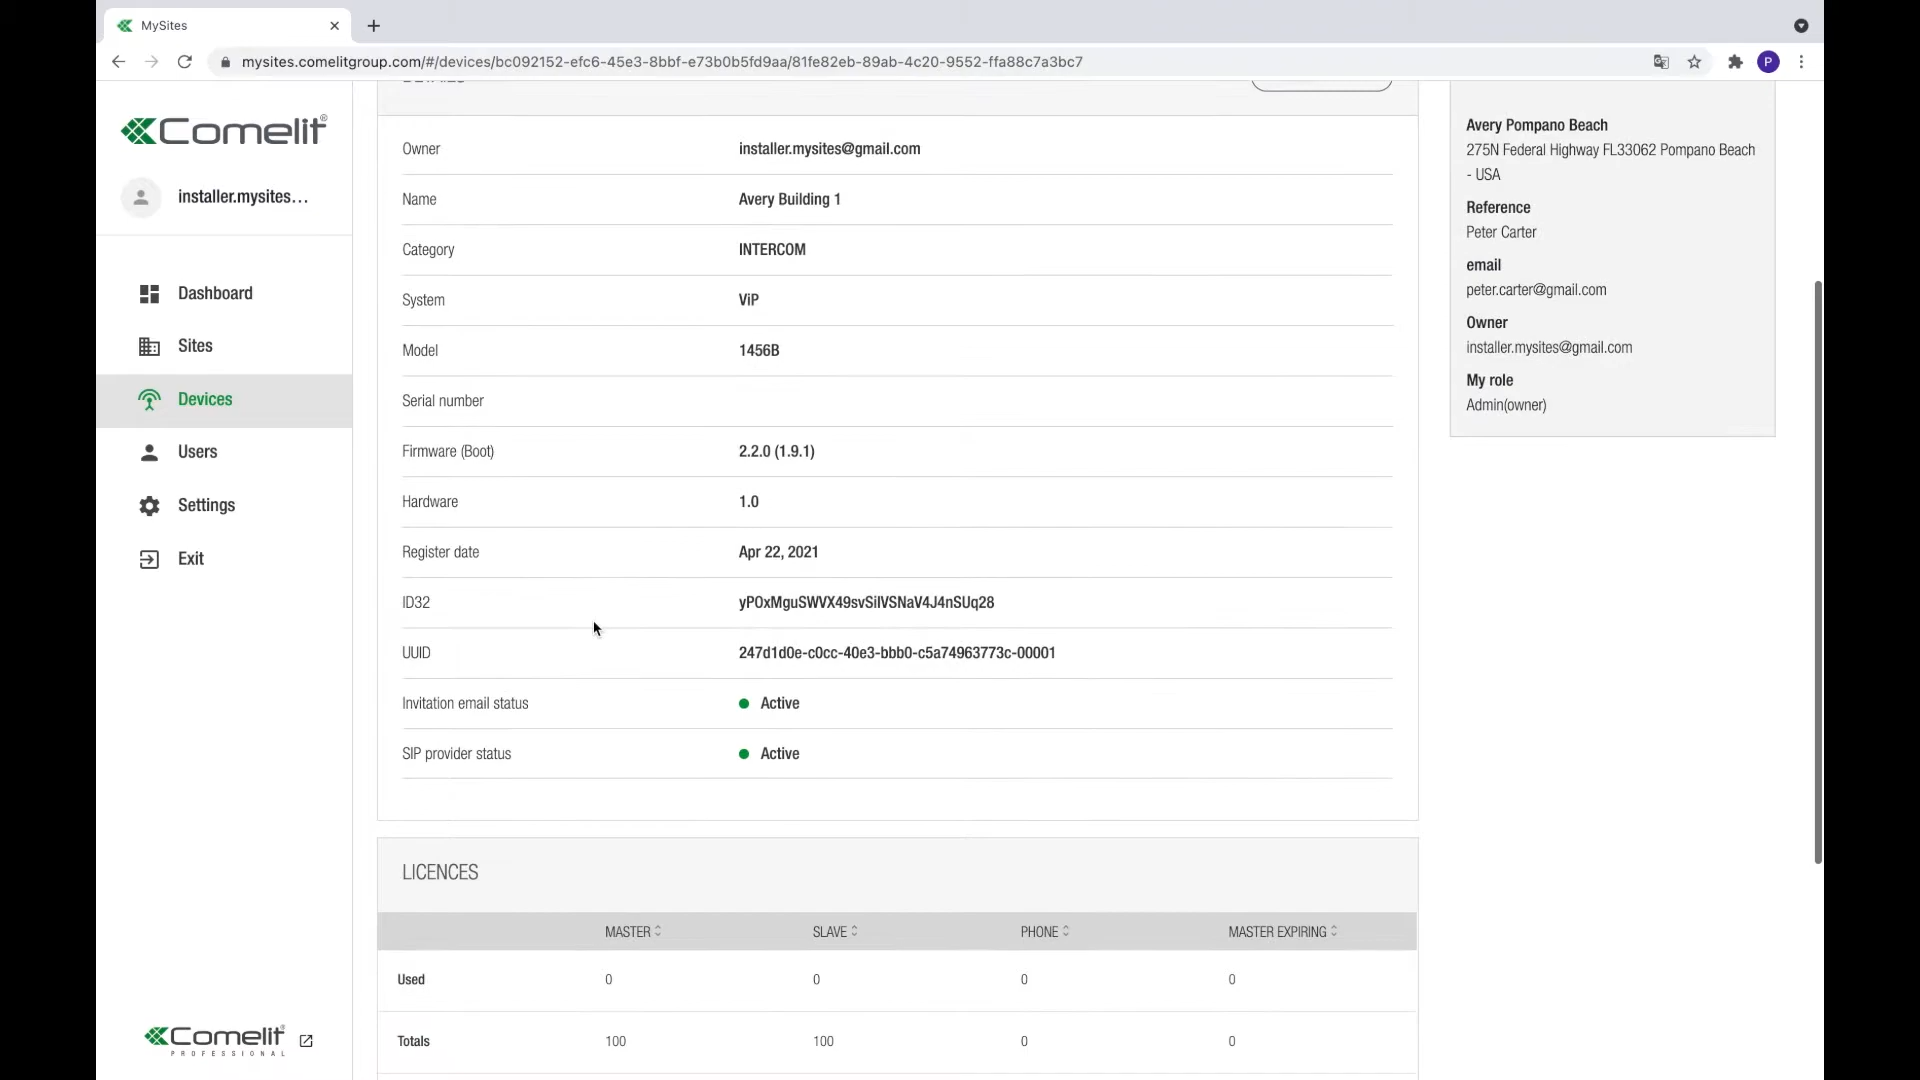 MySites
mysites.comelitgroup.com/#/devices/bc092152-efc6-45e3-8bbf-e73b0b5fd9aa/81fe82eb-89ab-4c20-9552-ffa88c7a3bc7
P
Comelit®
installer.mysites...
Dashboard
Sites
Devices
Users
Settings
Exit
Comelit®
PROFESSIONAL
Owner installer.mysites@gmail.com
Name Avery Building 1
Category INTERCOM
System ViP
Model 1456B
Serial number
Firmware (Boot) 2.2.0 (1.9.1)
Hardware 1.0
Register date Apr 22, 2021
ID32
UUID 247d1d0e-c0cc-40e3-bbb0-c5a74963773c-00001
Invitation email status Active
SIP provider status Active
LICENCES
MASTER SLAVE PHONE MASTER EXPIRING
Used 0 0 0 0
Totals 100 100 0 0
Avery Pompano Beach
275N Federal Highway FL33062 Pompano Beach
- USA
Reference
Peter Carter
email
peter.carter@gmail.com
Owner
installer.mysites@gmail.com
My role
Admin(owner)